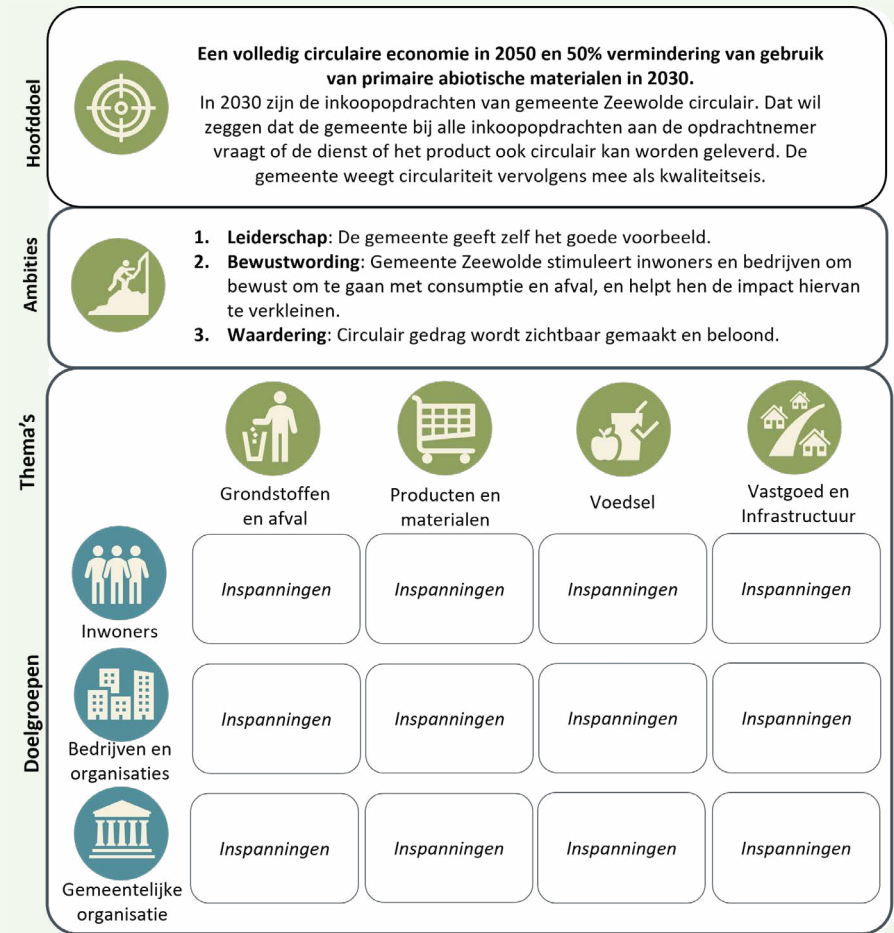 Hoofddoel
Een volledig circulaire economie in 2050 en 50% vermindering van gebruik
van primaire abiotische materialen in 2030.
In 2030 zijn de inkoopopdrachten van gemeente Zeewolde circulair. Dat wil
zeggen dat de gemeente bij alle inkoopopdrachten aan de opdrachtnemer
vraagt of de dienst of het product ook circulair kan worden geleverd. De
gemeente weegt circulariteit vervolgens mee als kwaliteitseis.
Ambities
1. Leiderschap: De gemeente geeft zelf het goede voorbeeld.
2. Bewustwording: Gemeente Zeewolde stimuleert inwoners en bedrijven om
bewust om te gaan met consumptie en afval, en helpt hen de impact hiervan
te verkleinen.
3. Waardering: Circulair gedrag wordt zichtbaar gemaakt en beloond.
Thema's
Grondstoffen
en afval
Producten en
materialen
Voedsel
Vastgoed en
Infrastructuur
Doelgroepen
Inwoners
Inspanningen
Inspanningen
Inspanningen
Inspanningen
Bedrijven en
organisaties
Inspanningen
Inspanningen
Inspanningen
Inspanningen
Gemeentelijke
organisatie
Inspanningen
Inspanningen
Inspanningen
Inspanningen